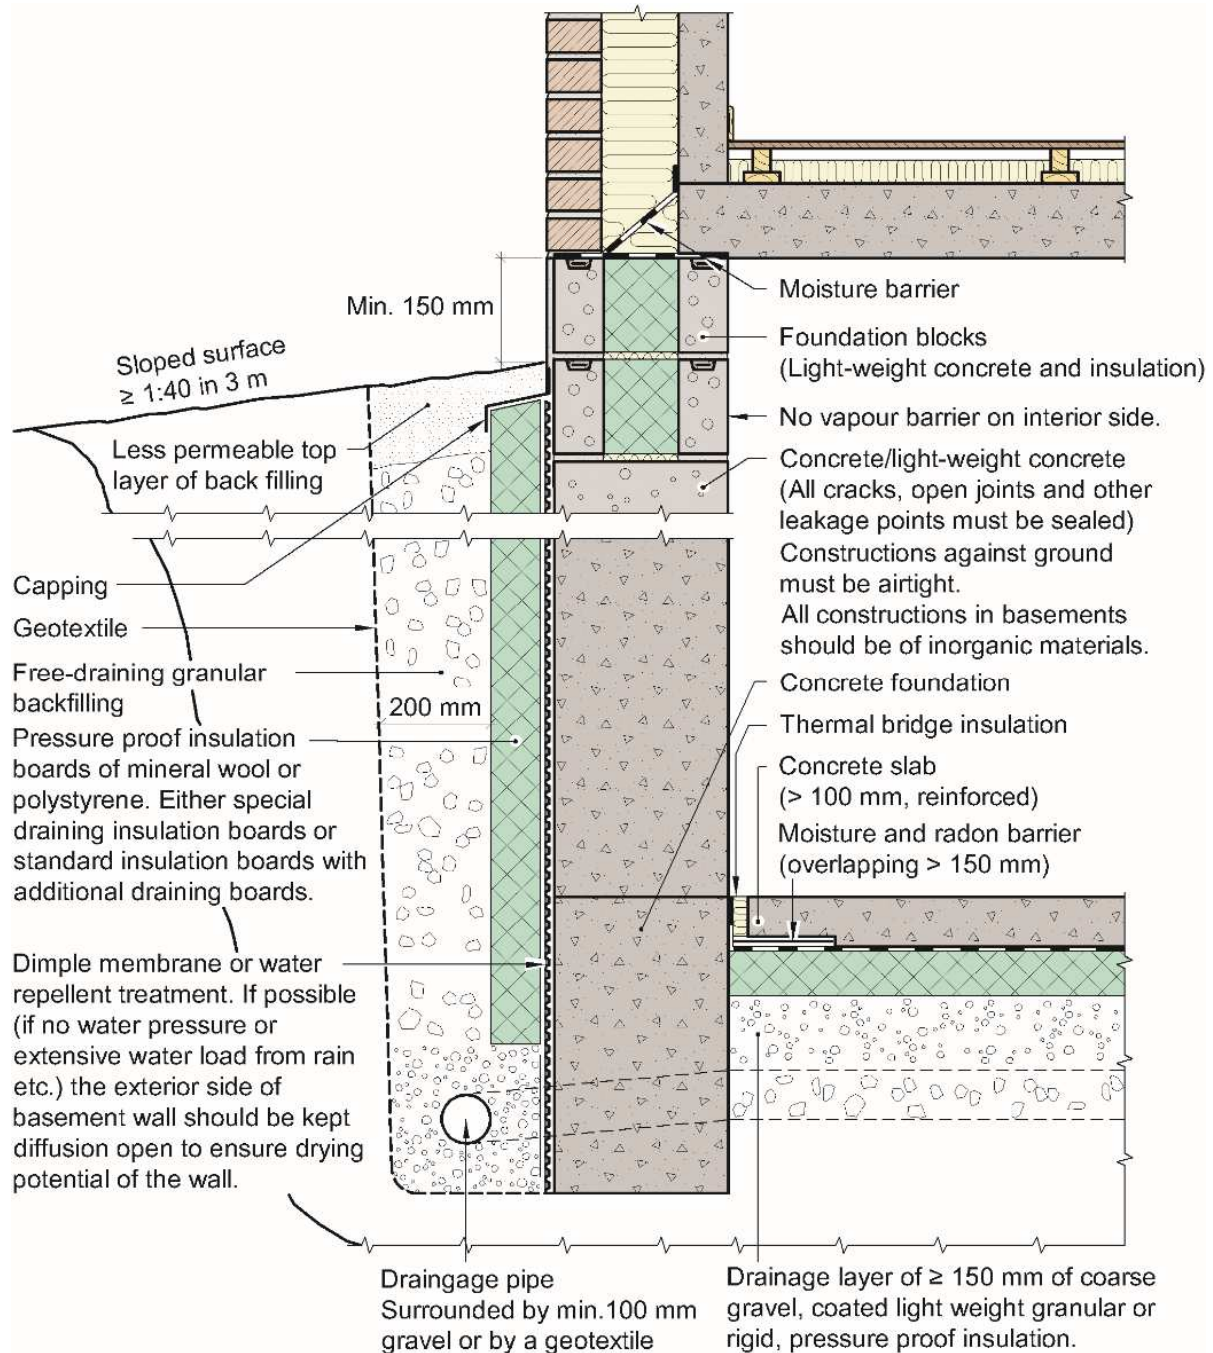 Min. 150 mm
Sloped surface
≥ 1:40 in 3 m
Less permeable top
layer of back filling
Capping
Geotextile
Free-draining granular
backfilling
200 mm
Pressure proof insulation
boards of mineral wool or
polystyrene. Either special
draining insulation boards or
standard insulation boards with
additional draining boards.
Dimple membrane or water
repellent treatment. If possible
(if no water pressure or
extensive water load from rain
etc.) the exterior side of
basement wall should be kept
diffusion open to ensure drying
potential of the wall.
Moisture barrier
Foundation blocks
(Light-weight concrete and insulation)
No vapour barrier on interior side.
Concrete/light-weight concrete
(All cracks, open joints and other
leakage points must be sealed)
Constructions against ground
must be airtight.
All constructions in basements
should be of inorganic materials.
Concrete foundation
Thermal bridge insulation
Concrete slab
(> 100 mm, reinforced)
Moisture and radon barrier
(overlapping > 150 mm)
Draingage pipe
Surrounded by min.100 mm
gravel or by a geotextile
Drainage layer of ≥ 150 mm of coarse
gravel, coated light weight granular or
rigid, pressure proof insulation.